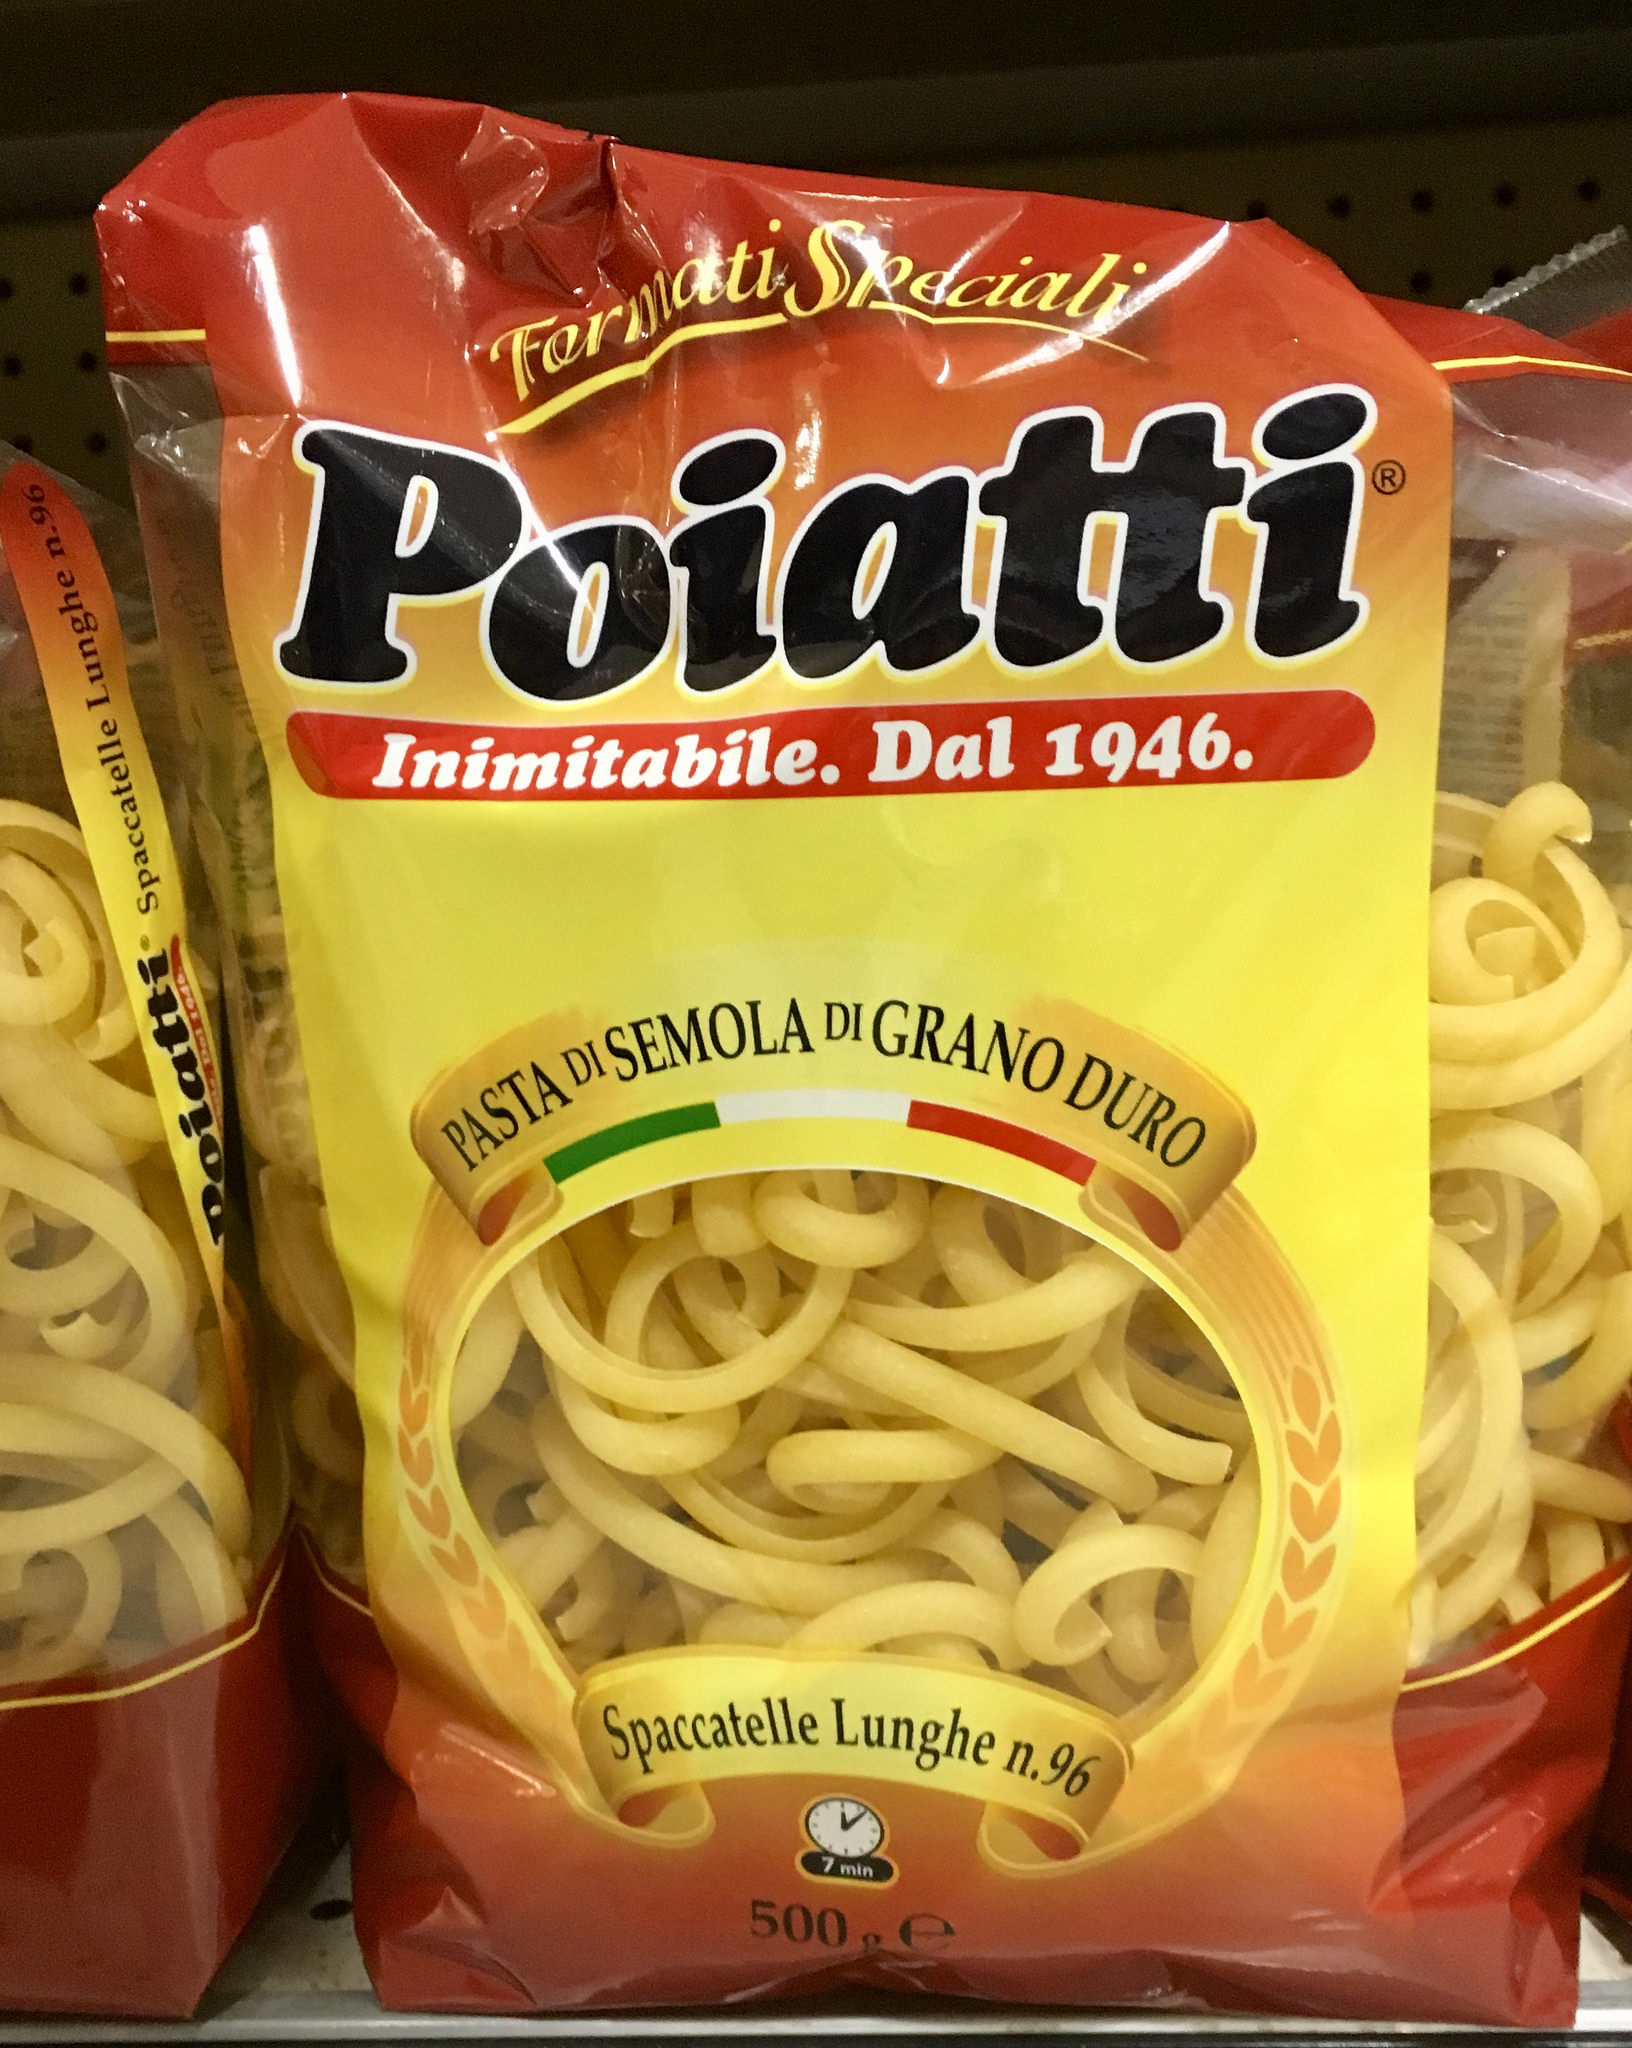 Formati Speciali
Poiatti®
Inimitabile. Dal 1946.
PASTA DI SEMOLA DI GRANO DURO
Spaccatelle Lunghe n.96
7 min
500 g ℮
Poiatti® Spaccatelle Lunghe n.96